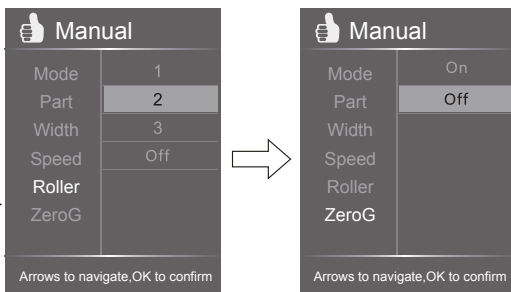 Manual
Mode
Part
Width
Speed
Roller
ZeroG
1
2
3
Off
Arrows to navigate,OK to confirm
Manual
Mode
Part
Width
Speed
Roller
ZeroG
On
Off
Arrows to navigate,OK to confirm